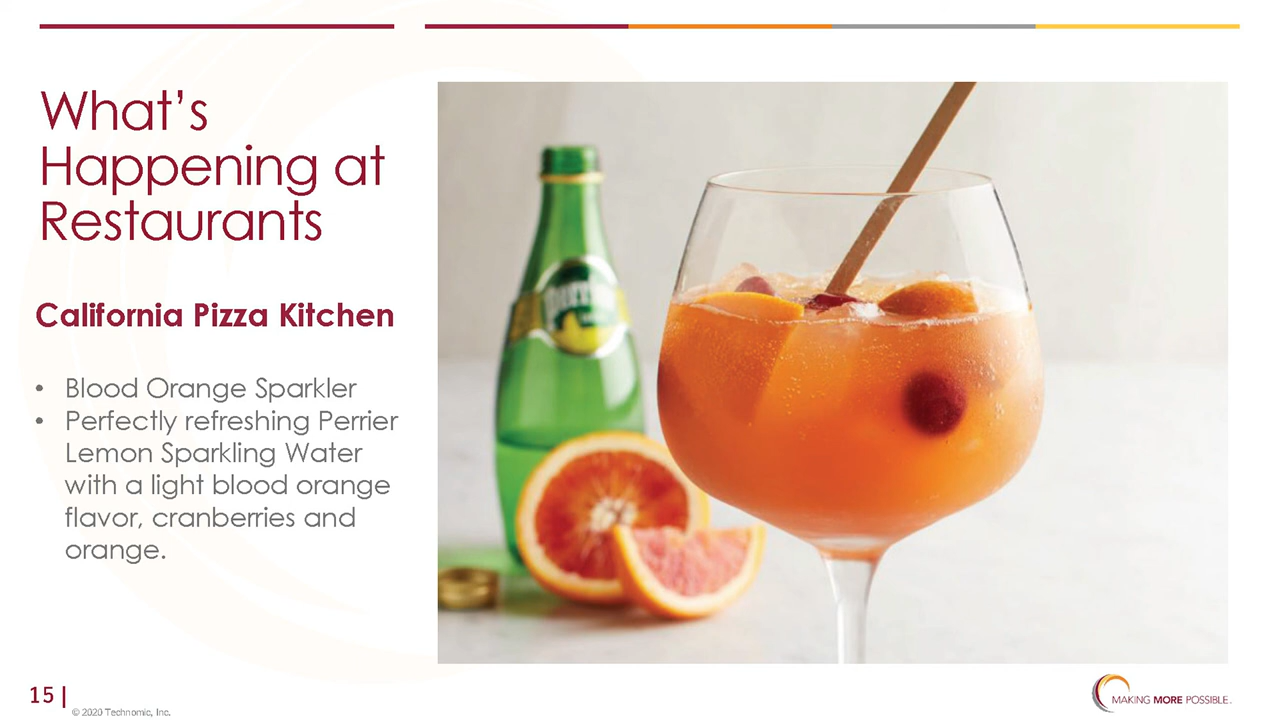 What's
Happening at
Restaurants
California Pizza Kitchen
• Blood Orange Sparkler
• Perfectly refreshing Perrier
Lemon Sparkling Water
with a light blood orange
flavor, cranberries and
orange.
Perrier
15 |
© 2020 Technomic, Inc.
MAKING MORE POSSIBLE.